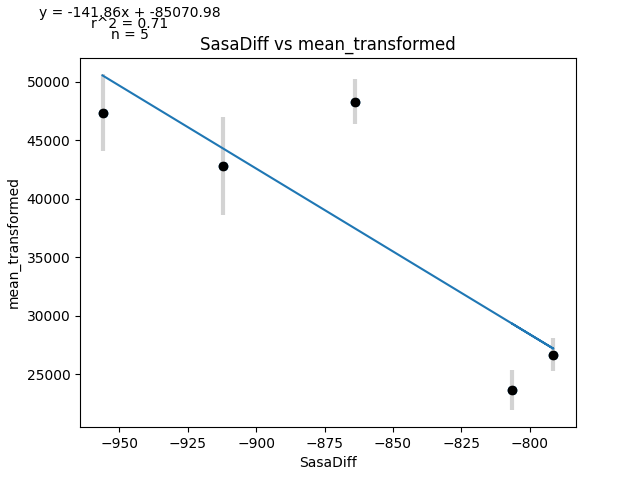 y = -141.86x + -85070.98
r^2 = 0.71
n = 5
SasaDiff vs mean_transformed
50000
45000
40000
35000
30000
25000
mean_transformed
−950
−925
−900
−875
−850
−825
−800
SasaDiff